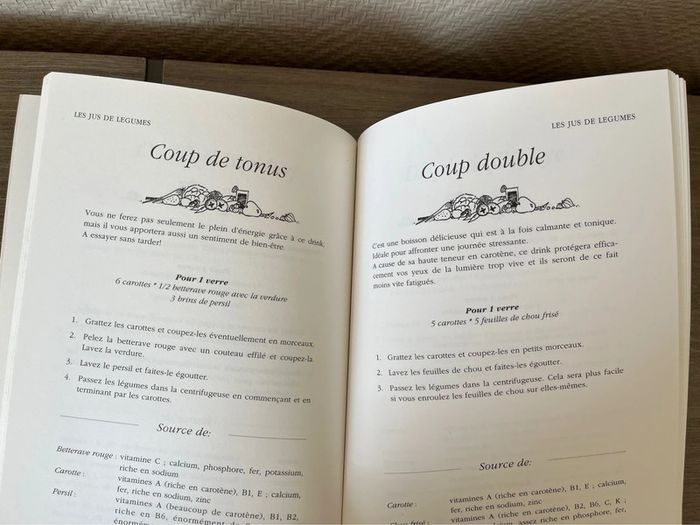 LES JUS DE LEGUMES
Coup de tonus
Vous ne ferez pas seulement le plein d'énergie grâce à ce drink,
mais il vous apportera aussi un sentiment de bien-être.
A essayer sans tarder!
Pour 1 verre
6 carottes * 1/2 betterave rouge avec la verdure
3 brins de persil
1. Grattez les carottes et coupez-les éventuellement en morceaux.
2. Pelez la betterave rouge avec un couteau effilé et coupez-la.
Lavez la verdure.
3. Lavez le persil et faites-le égoutter.
4. Passez les légumes dans la centrifugeuse en commençant et en
terminant par les carottes.
Source de:
Betterave rouge : vitamine C ; calcium, phosphore, fer, potassium,
riche en sodium
Carotte : vitamines A (riche en carotène), B1, E ; calcium,
fer, riche en sodium, zinc
Persil : vitamines A (beaucoup de carotène), B1, B2,
riche en B6, énormément de
LES JUS DE LEGUMES
Coup double
C'est une boisson délicieuse qui est à la fois calmante et tonique.
Idéale pour affronter une journée stressante.
A cause de sa haute teneur en carotène, ce drink protégera effica-
cement vos yeux de la lumière trop vive et ils seront de ce fait
moins vite fatigués.
Pour 1 verre
5 carottes * 5 feuilles de chou frisé
1. Grattez les carottes et coupez-les en petits morceaux.
2. Lavez les feuilles de chou et faites-les égoutter.
3. Passez les légumes dans la centrifugeuse. Cela sera plus facile
si vous enroulez les feuilles de chou sur elles-mêmes.
Source de:
Carotte : vitamines A (riche en carotène), B1, E ; calcium,
fer, riche en sodium, zinc
vitamines A (riche en carotène), B2, B6, C, K ;
assez riche en phosphore, fer,